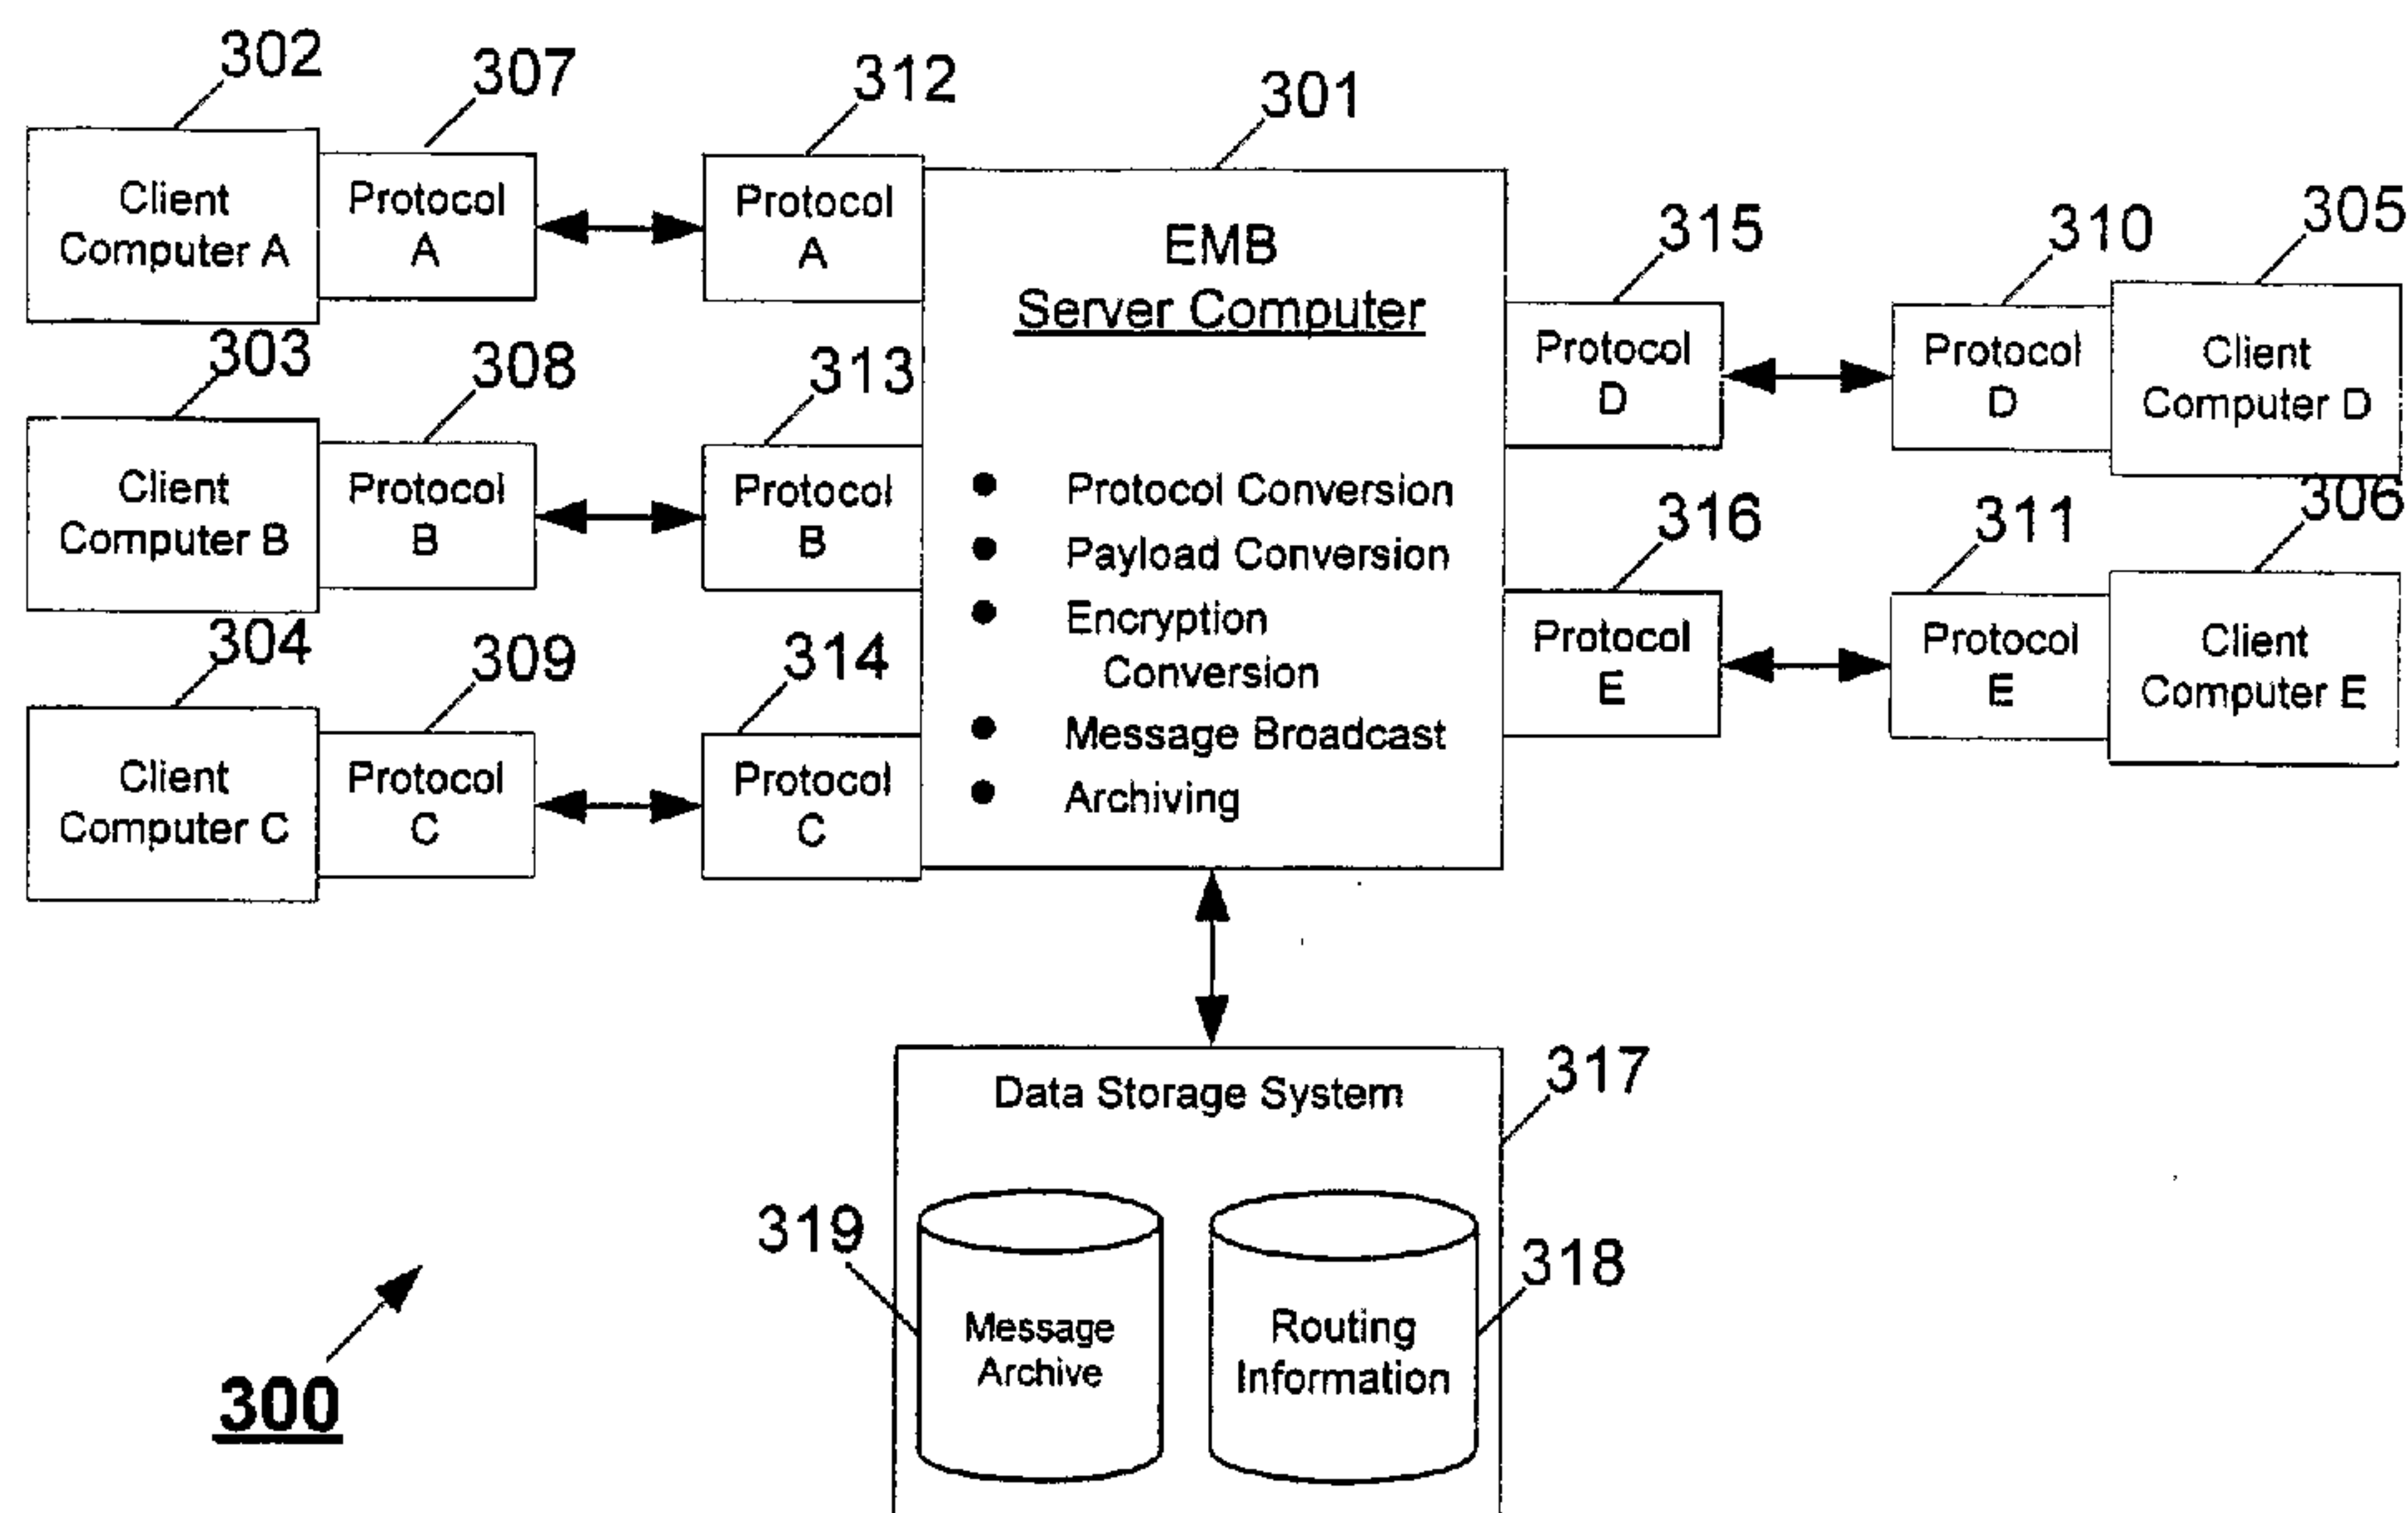 302
307
312
301
Client
Computer A
Protocol
A
Protocol
A
EMB
Server Computer
315
310
305
303
308
313
Protocol
D
Protocol
D
Client
Computer D
Client
Computer B
Protocol
B
Protocol
B
● Protocol Conversion
● Payload Conversion
● Encryption
Conversion
● Message Broadcast
● Archiving
316
311
306
304
309
314
Protocol
E
Protocol
E
Client
Computer E
Client
Computer C
Protocol
C
Protocol
C
Data Storage System
317
319
318
Message
Archive
Routing
Information
300